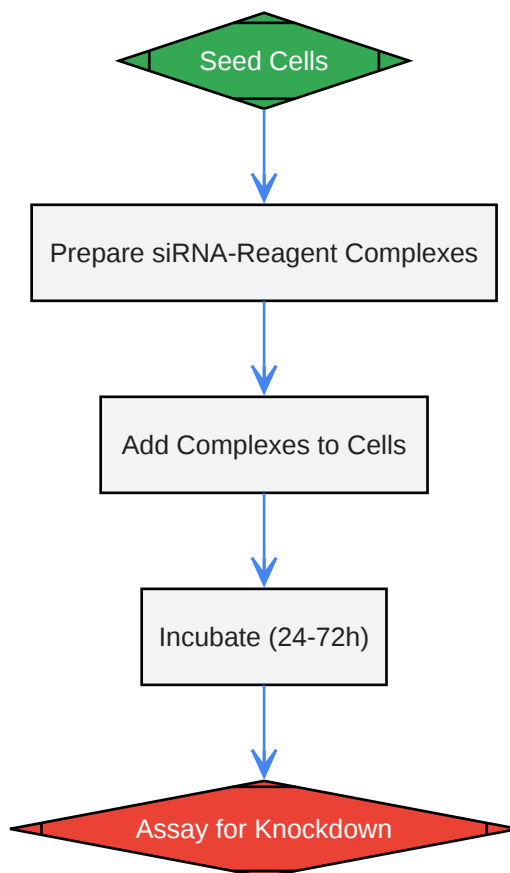 Seed Cells
Prepare siRNA-Reagent Complexes
Add Complexes to Cells
Incubate (24-72h)
Assay for Knockdown